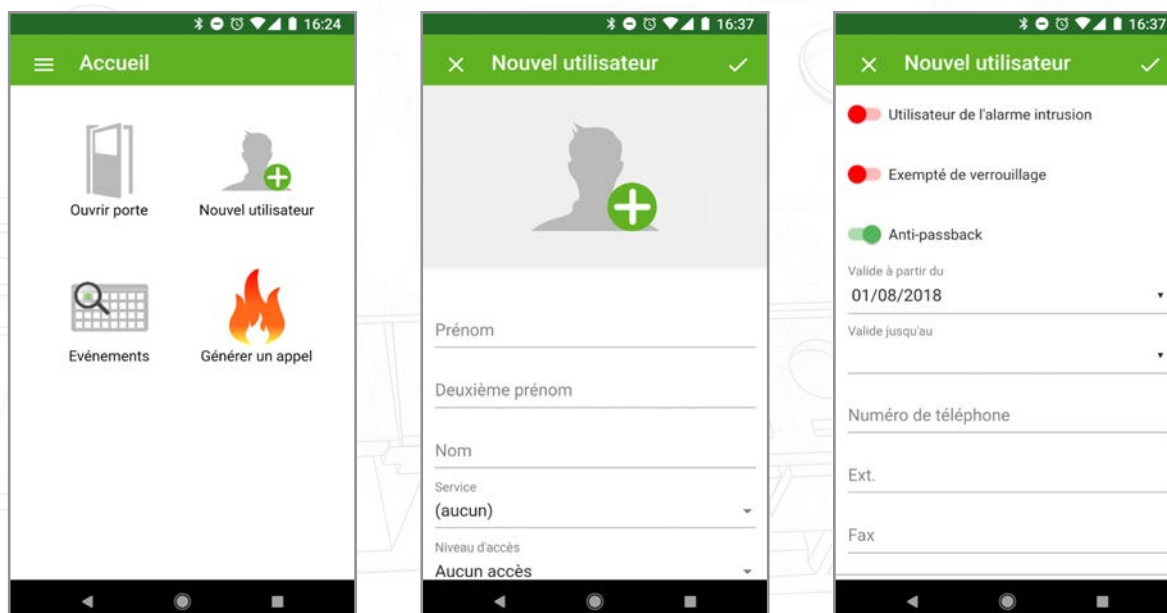 16:24
Accueil
Ouvrir porte
Nouvel utilisateur
Evénements
Générer un appel
16:37
Nouvel utilisateur
Prénom
Deuxième prénom
Nom
Service
(aucun)
Niveau d'accès
Aucun accès
16:37
Nouvel utilisateur
Utilisateur de l'alarme intrusion
Exempté de verrouillage
Anti-passback
Valide à partir du
01/08/2018
Valide jusqu'au
Numéro de téléphone
Ext.
Fax